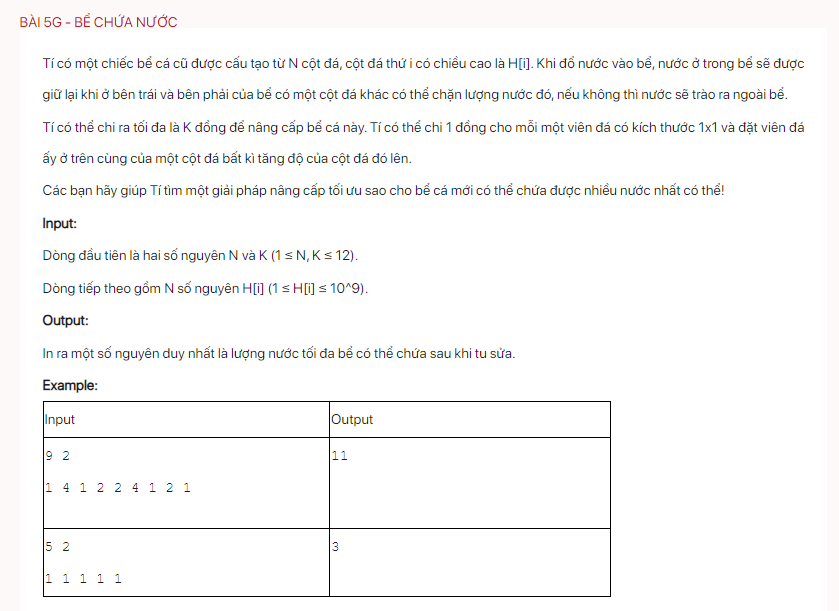 BÀI 5G - BỂ CHỨA NƯỚC
Tí có một chiếc bể cá cũ được cấu tạo từ N cột đá, cột đá thứ i có chiều cao là H[i]. Khi đổ nước vào bể, nước ở trong bể sẽ được
giữ lại khi ở bên trái và bên phải của bể có một cột đá khác có thể chặn lượng nước đó, nếu không thì nước sẽ trào ra ngoài bể.
Tí có thể chi ra tối đa là K đồng để nâng cấp bể cá này. Tí có thể chi 1 đồng cho mỗi một viên đá có kích thước 1x1 và đặt viên đá
ấy ở trên cùng của một cột đá bất kì tăng độ của cột đá đó lên.
Các bạn hãy giúp Tí tìm một giải pháp nâng cấp tối ưu sao cho bể cá mới có thể chứa được nhiều nước nhất có thể!
Input:
Dòng đầu tiên là hai số nguyên N và K (1 ≤ N, K ≤ 12).
Dòng tiếp theo gồm N số nguyên H[i] (1 ≤ H[i] ≤ 10^9).
Output:
In ra một số nguyên duy nhất là lượng nước tối đa bể có thể chứa sau khi tu sửa.
Example:
Input Output
9 2 11
1 4 1 2 2 4 1 2 1
5 2 3
1 1 1 1 1